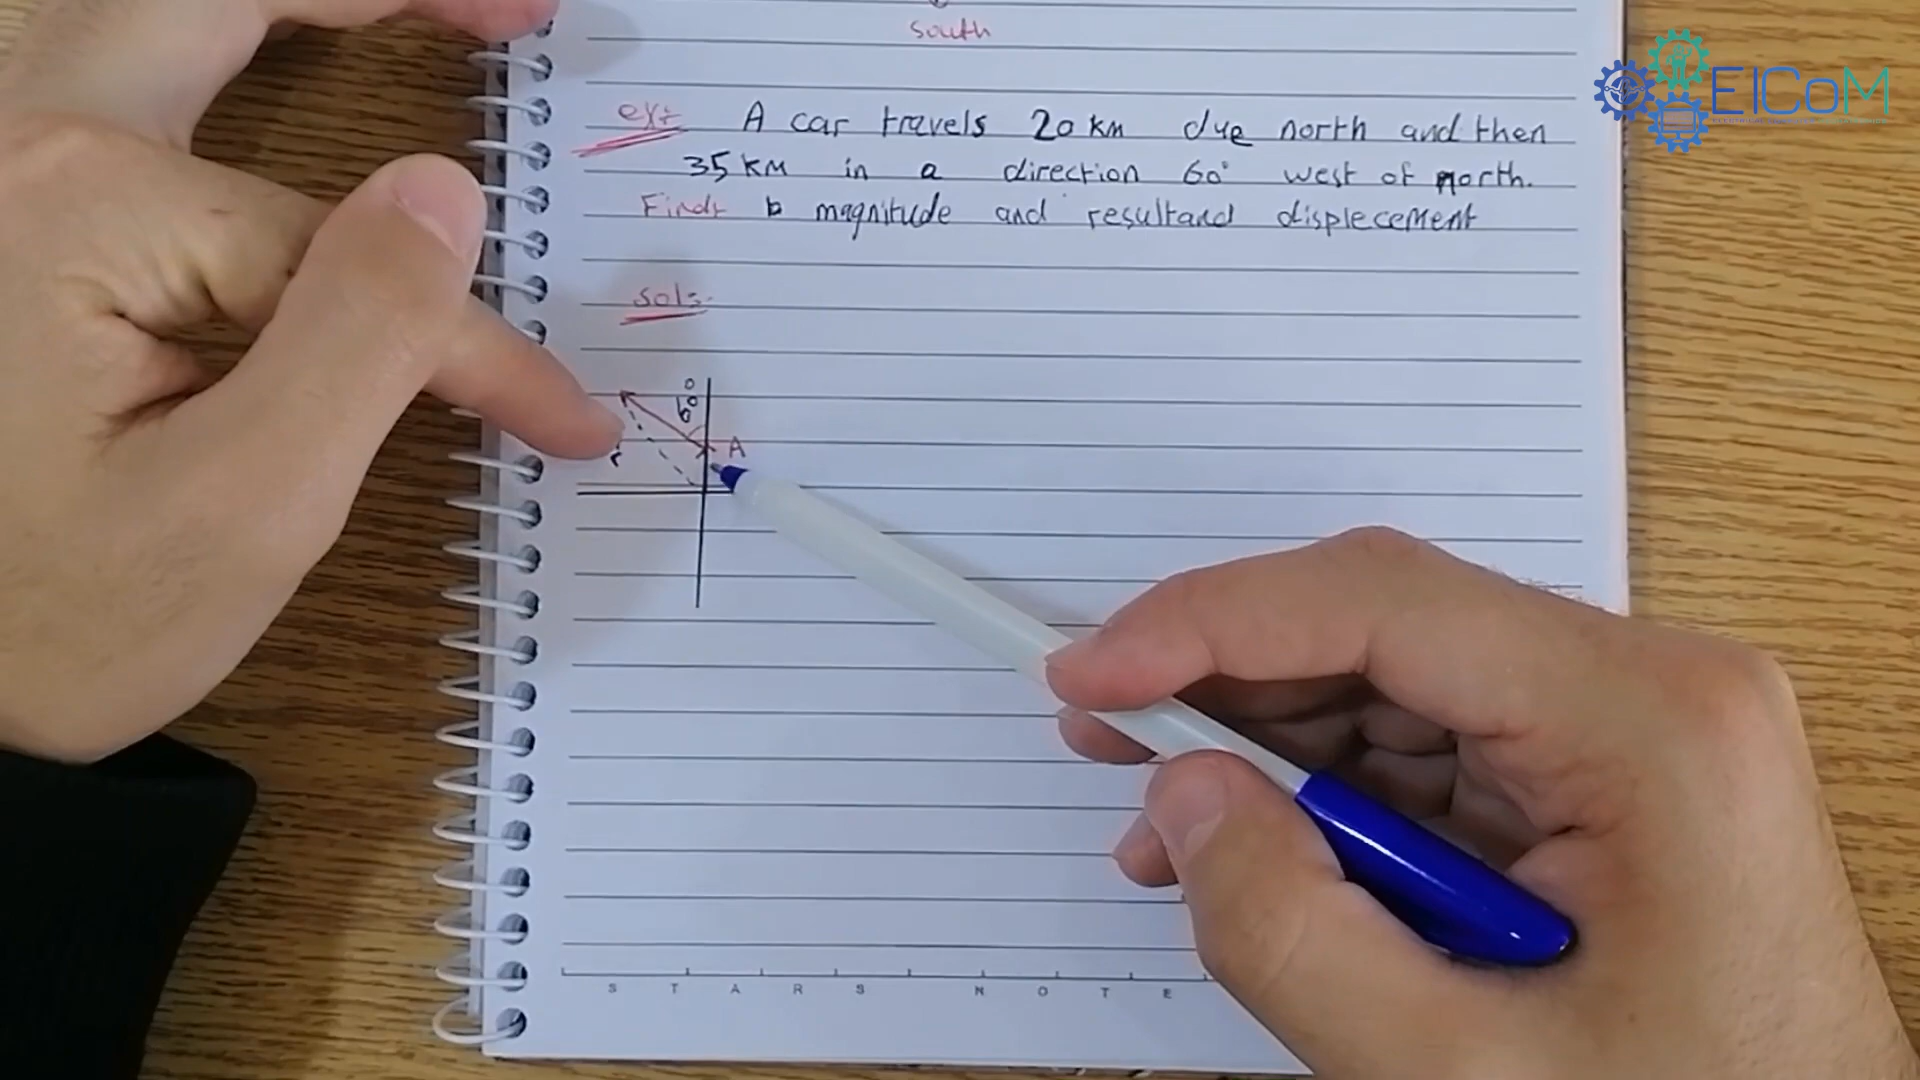 south
EICoM
ex:
A car travels 20 km due north and then
35 KM in a direction 60° west of north.
Find: magnitude and resultand displecement
sol:
60°
A
r
S T A R S N O T E